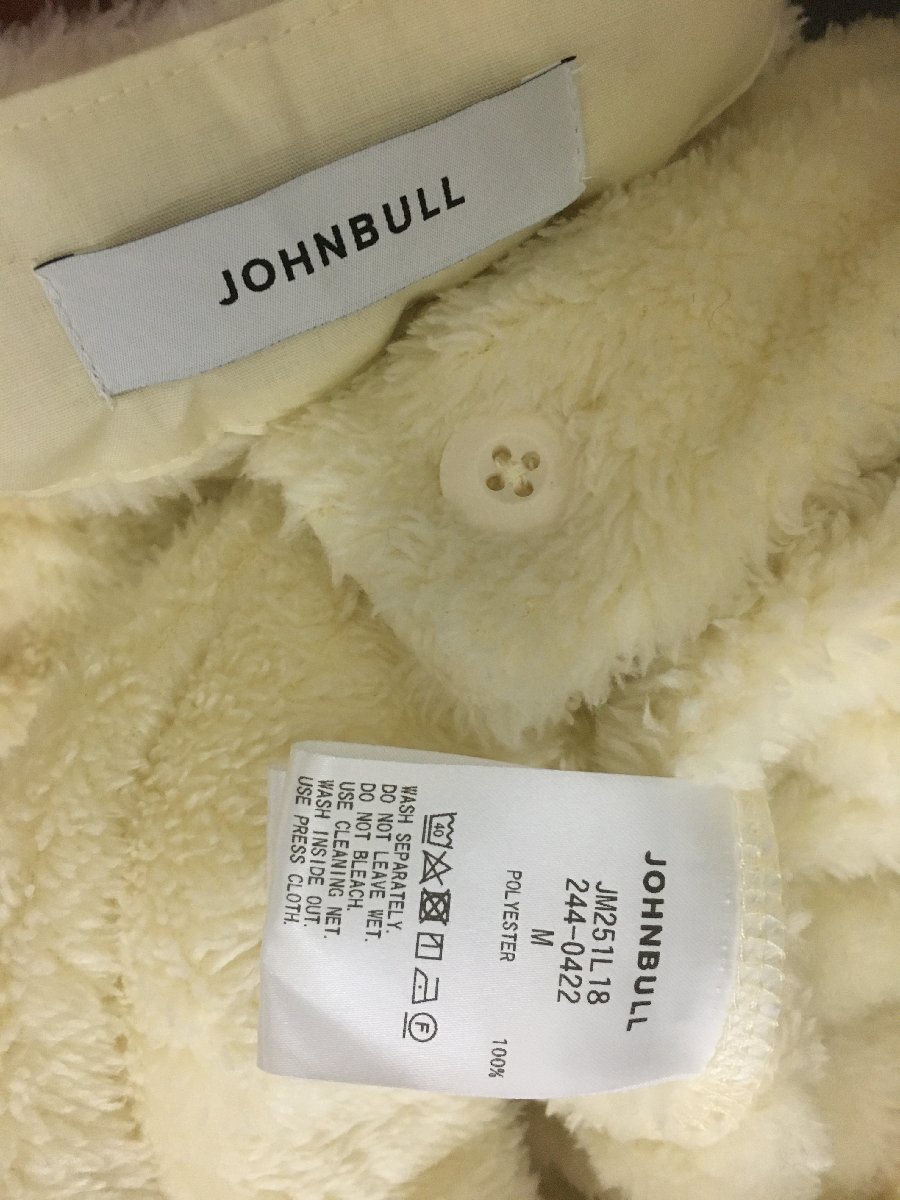 JOHNBULL
JOHNBULL
JM251L18
244-0422
M
POLYESTER 100%
40
F
WASH SEPARATELY.
DO NOT LEAVE WET.
DO NOT BLEACH.
USE CLEANING NET.
WASH INSIDE OUT.
USE PRESS CLOTH.